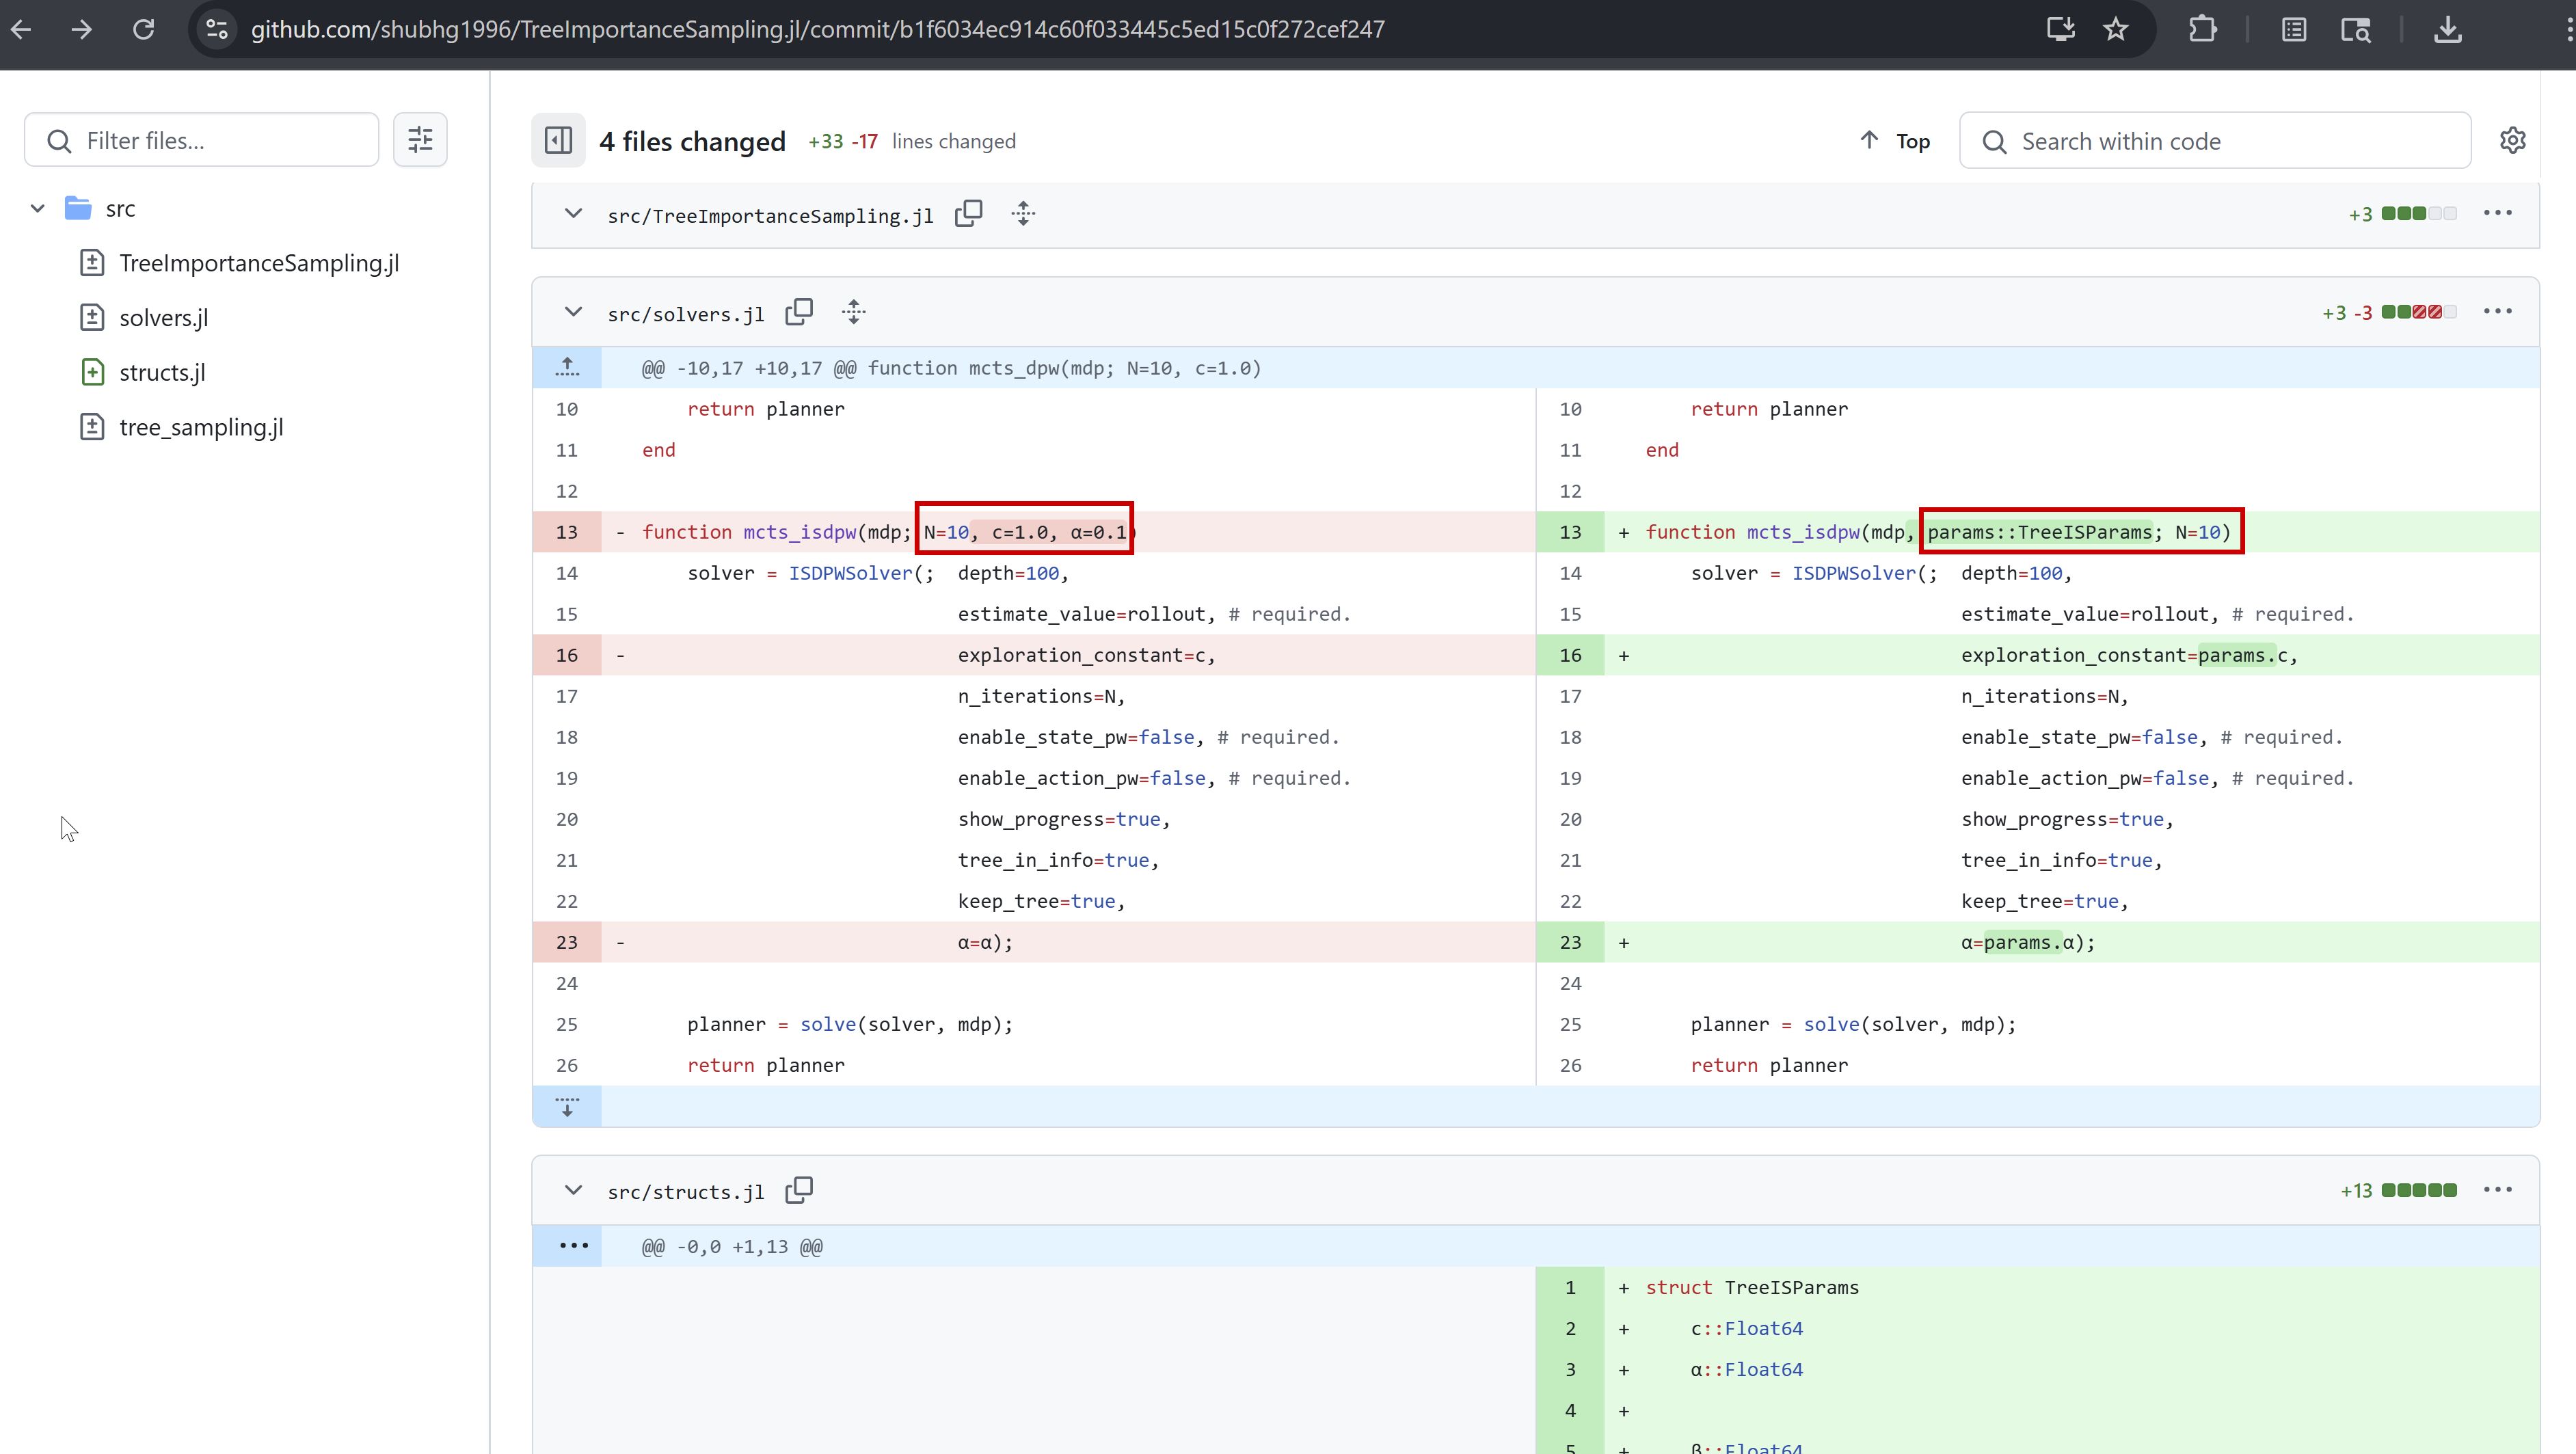 github.com/shubhg1996/TreeImportanceSampling.jl/commit/b1f6034ec914c60f033445c5ed15c0f272cef247
Filter files...
src
TreeImportanceSampling.jl
solvers.jl
structs.jl
tree_sampling.jl
4 files changed +33 -17 lines changed
Top
Search within code
src/TreeImportanceSampling.jl
+3
src/solvers.jl
+3 -3
@@ -10,17 +10,17 @@ function mcts_dpw(mdp; N=10, c=1.0)
10 return planner
11 end
12
13 - function mcts_isdpw(mdp; N=10, c=1.0, α=0.1)
14 solver = ISDPWSolver(; depth=100,
15 estimate_value=rollout, # required.
16 - exploration_constant=c,
17 n_iterations=N,
18 enable_state_pw=false, # required.
19 enable_action_pw=false, # required.
20 show_progress=true,
21 tree_in_info=true,
22 keep_tree=true,
23 - α=α);
24
25 planner = solve(solver, mdp);
26 return planner
10 return planner
11 end
12
13 + function mcts_isdpw(mdp, params::TreeISParams; N=10)
14 solver = ISDPWSolver(; depth=100,
15 estimate_value=rollout, # required.
16 + exploration_constant=params.c,
17 n_iterations=N,
18 enable_state_pw=false, # required.
19 enable_action_pw=false, # required.
20 show_progress=true,
21 tree_in_info=true,
22 keep_tree=true,
23 + α=params.α);
24
25 planner = solve(solver, mdp);
26 return planner
src/structs.jl
+13
@@ -0,0 +1,13 @@
1 + struct TreeISParams
2 + c::Float64
3 + α::Float64
4 +
5 + β::Float64